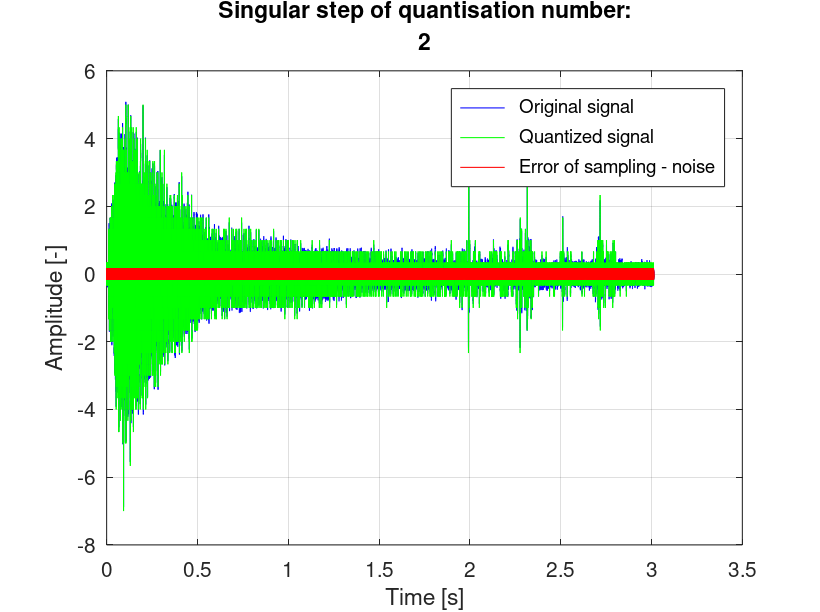 Singular step of quantisation number:
2
Original signal
Quantized signal
Error of sampling - noise
Amplitude [-]
6
4
2
0
-2
-4
-6
-8
0 0.5 1 1.5 2 2.5 3 3.5
Time [s]